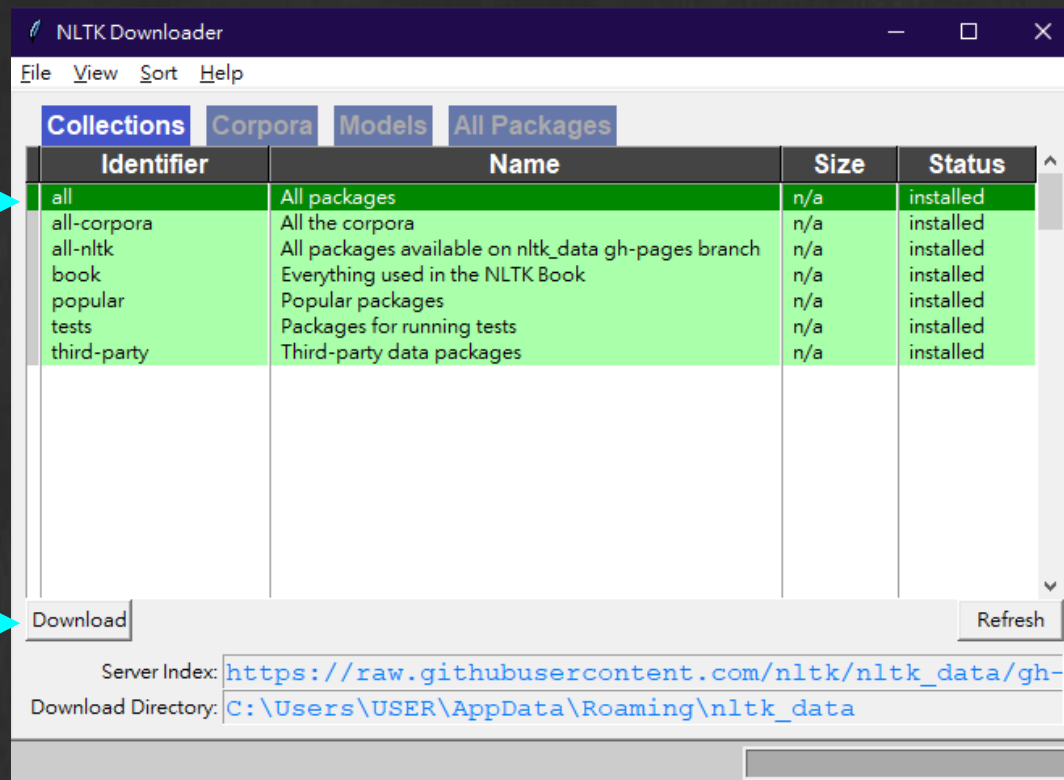 NLTK Downloader
File View Sort Help
Collections Corpora Models All Packages
Identifier Name Size Status
all All packages n/a installed
all-corpora All the corpora n/a installed
all-nltk All packages available on nltk_data gh-pages branch n/a installed
book Everything used in the NLTK Book n/a installed
popular Popular packages n/a installed
tests Packages for running tests n/a installed
third-party Third-party data packages n/a installed
Download Refresh
Server Index: https://raw.githubusercontent.com/nltk/nltk_data/gh-
Download Directory: C:\Users\USER\AppData\Roaming\nltk_data